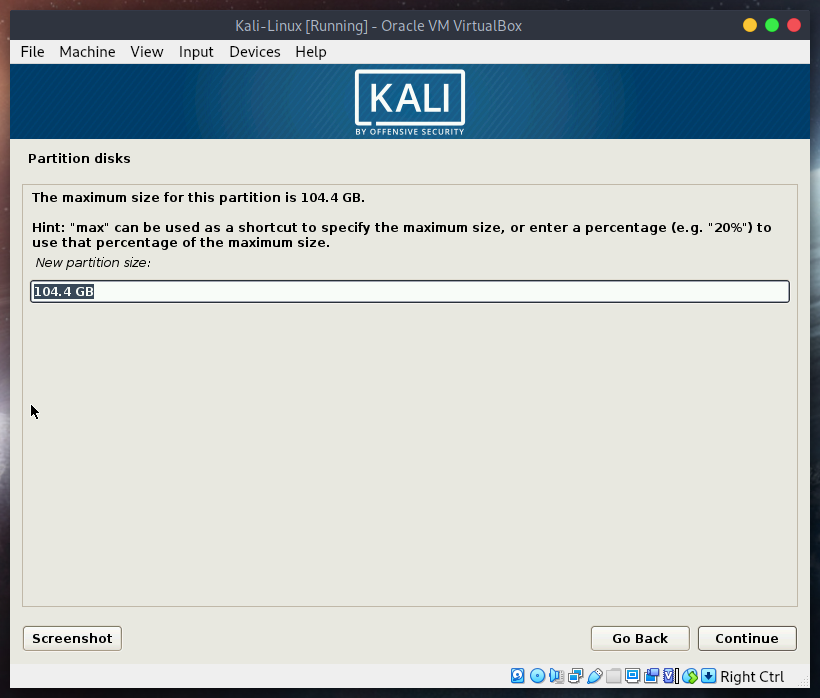 Kali-Linux [Running] - Oracle VM VirtualBox
File Machine View Input Devices Help
KALI
BY OFFENSIVE SECURITY
Partition disks
The maximum size for this partition is 104.4 GB.
Hint: "max" can be used as a shortcut to specify the maximum size, or enter a percentage (e.g. "20%") to
use that percentage of the maximum size.
New partition size:
104.4 GB
Screenshot Go Back Continue
Right Ctrl